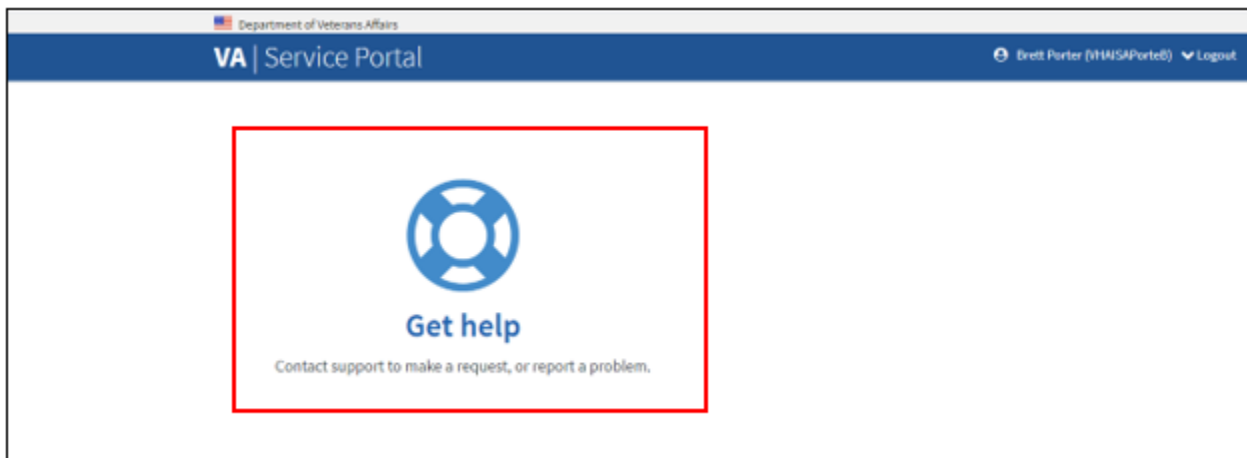 Department of Veterans Affairs
VA | Service Portal
Brett Porter (VHAISAPorteB) Logout
Get help
Contact support to make a request, or report a problem.